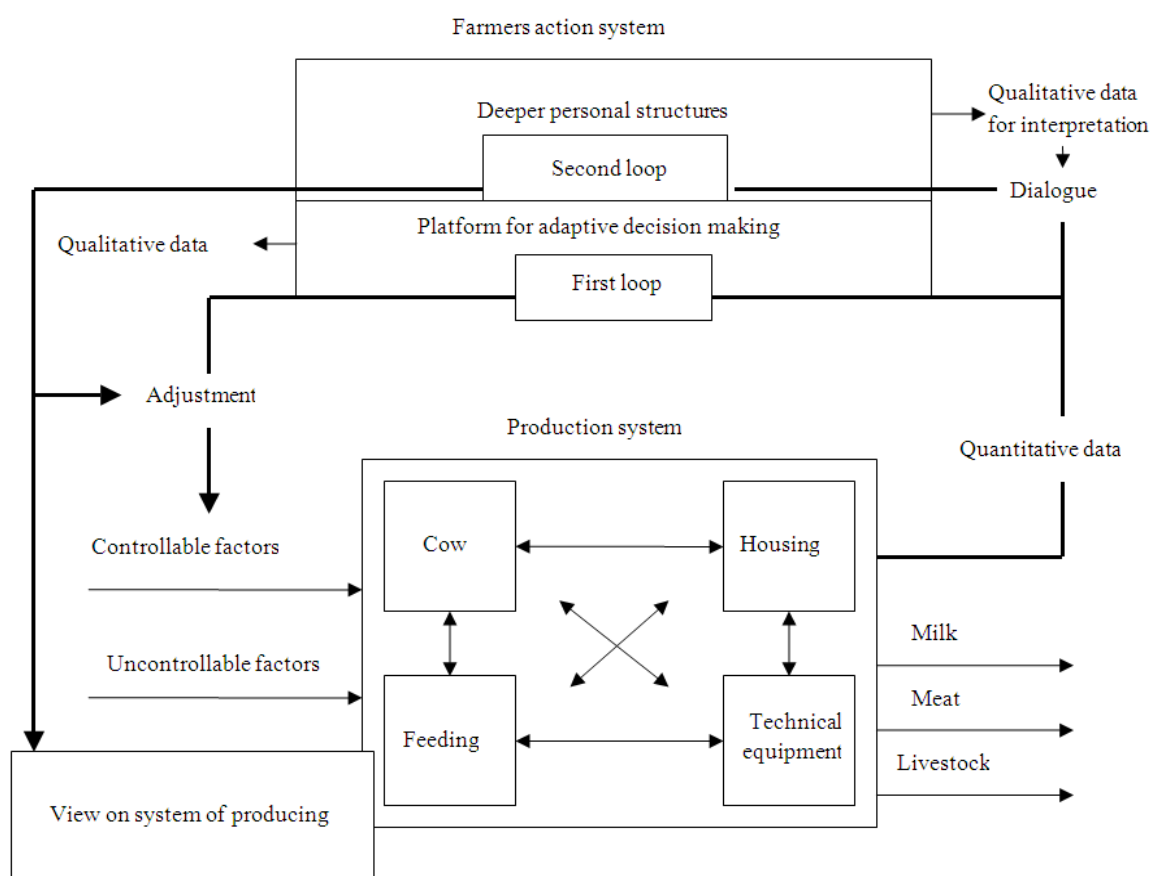 Farmers action system
Deeper personal structures
Qualitative data
for interpretation
Second loop
Dialogue
Platform for adaptive decision making
Qualitative data
First loop
Adjustment
Production system
Quantitative data
Controllable factors
Cow
Housing
Milk
Uncontrollable factors
Meat
Feeding
Technical
equipment
Livestock
View on system of producing